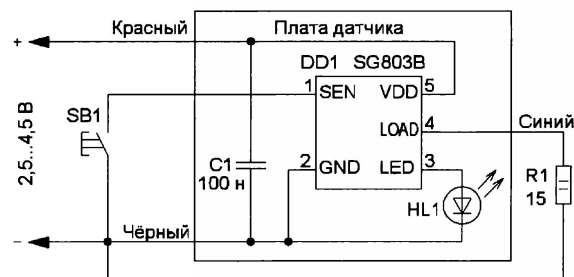 Красный
Плата датчика
+
DD1 SG803B
1 SEN VDD 5
SB1
LOAD 4
Синий
2,5...4,5 В
C1
100 н
2 GND LED 3
R1
15
HL1
Чёрный
−